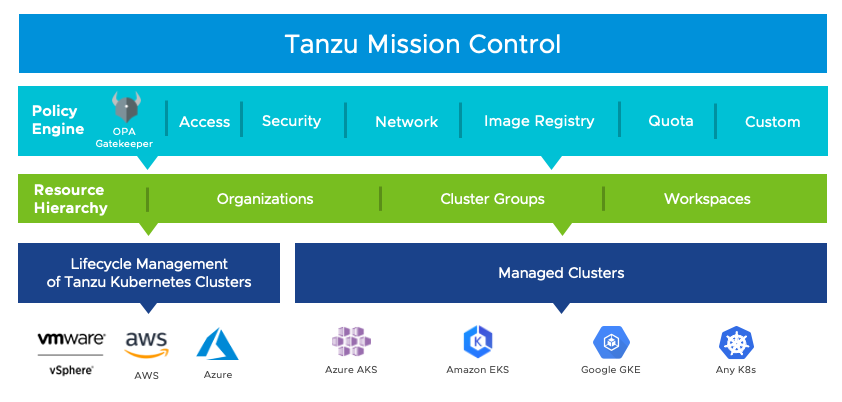 Tanzu Mission Control
Policy
Engine
OPA
Gatekeeper
Access
Security
Network
Image Registry
Quota
Custom
Resource
Hierarchy
Organizations
Cluster Groups
Workspaces
Lifecycle Management
of Tanzu Kubernetes Clusters
Managed Clusters
vmware®
vSphere®
aws
AWS
Azure
Azure AKS
K
Amazon EKS
Google GKE
Any K8s